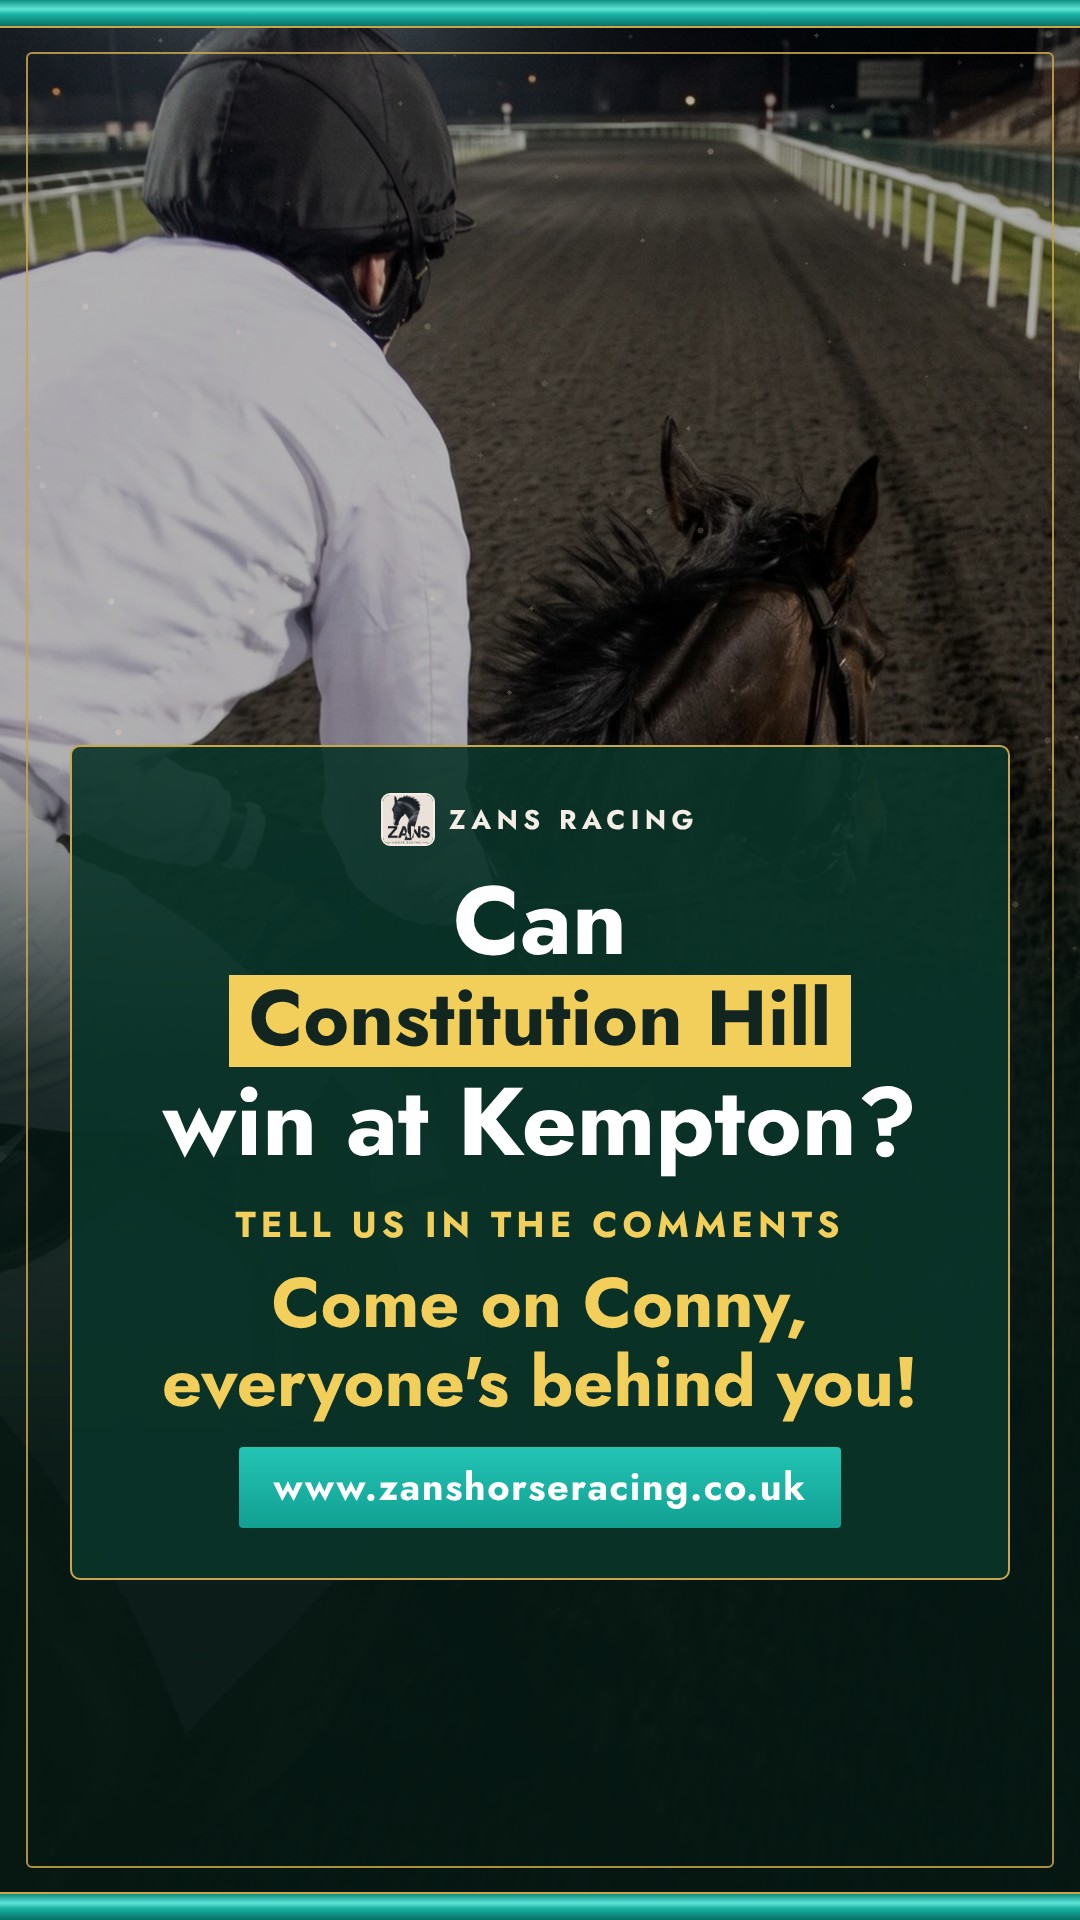 ZANS
ZANS RACING
Can
Constitution Hill
win at Kempton?
TELL US IN THE COMMENTS
Come on Conny,
everyone's behind you!
www.zanshorseracing.co.uk